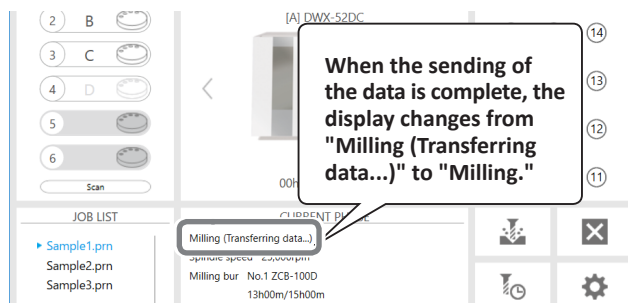 2 B
3 C
4 D
5
6
Scan
[A] DWX-52DC
00h
When the sending of
the data is complete, the
display changes from
"Milling (Transferring
data...)" to "Milling."
14
13
12
11
JOB LIST
Sample1.prn
Sample2.prn
Sample3.prn
CURRENT PHASE
Milling (Transferring data...)
Spindle speed 25,000rpm
Milling bur No.1 ZCB-100D
13h00m/15h00m